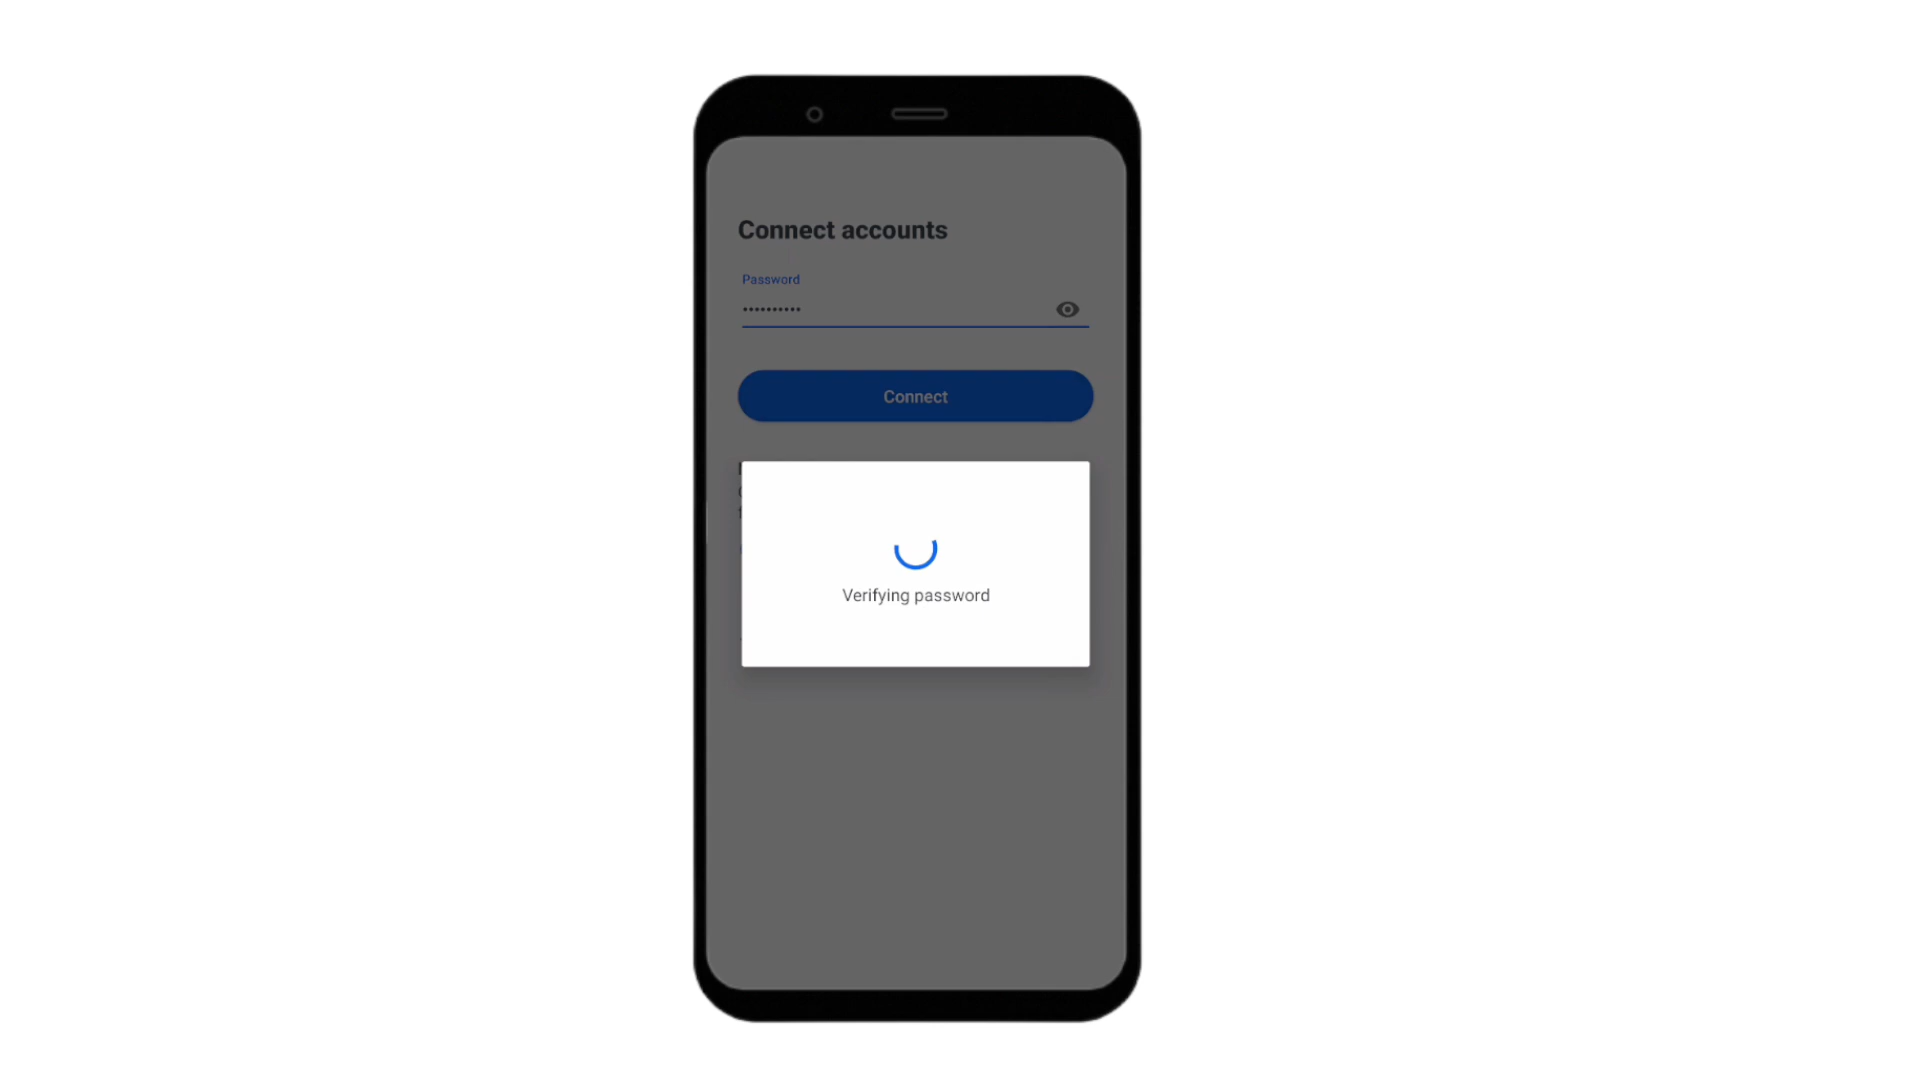 Connect accounts
Password
••••••••••
Connect
Verifying password